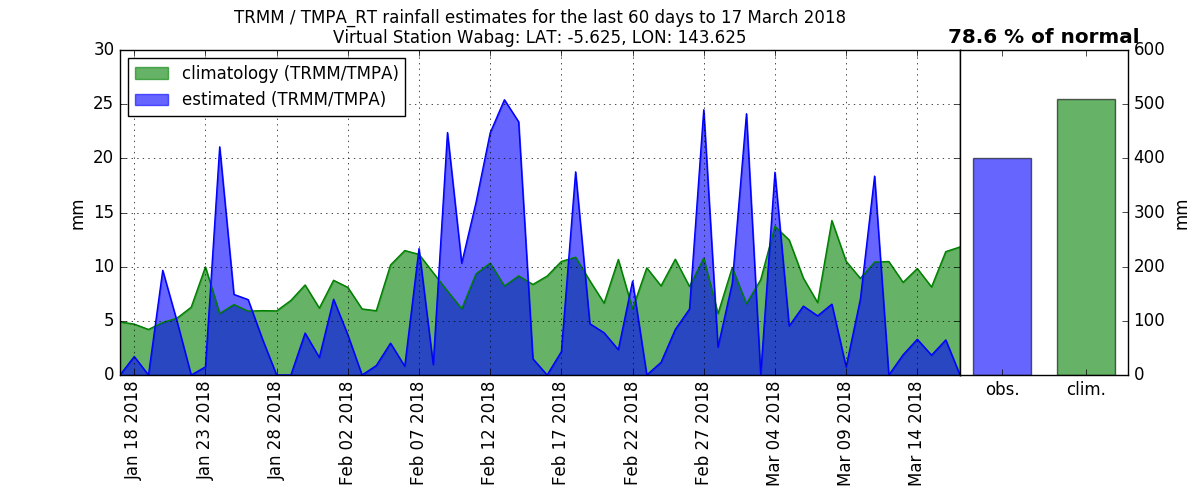 TRMM / TMPA_RT rainfall estimates for the last 60 days to 17 March 2018
Virtual Station Wabag: LAT: -5.625, LON: 143.625
78.6 % of normal
climatology (TRMM/TMPA)
estimated (TRMM/TMPA)
30
25
20
15
10
5
0
mm
600
500
400
300
200
100
0
mm
Jan 18 2018
Jan 23 2018
Jan 28 2018
Feb 02 2018
Feb 07 2018
Feb 12 2018
Feb 17 2018
Feb 22 2018
Feb 27 2018
Mar 04 2018
Mar 09 2018
Mar 14 2018
obs.
clim.